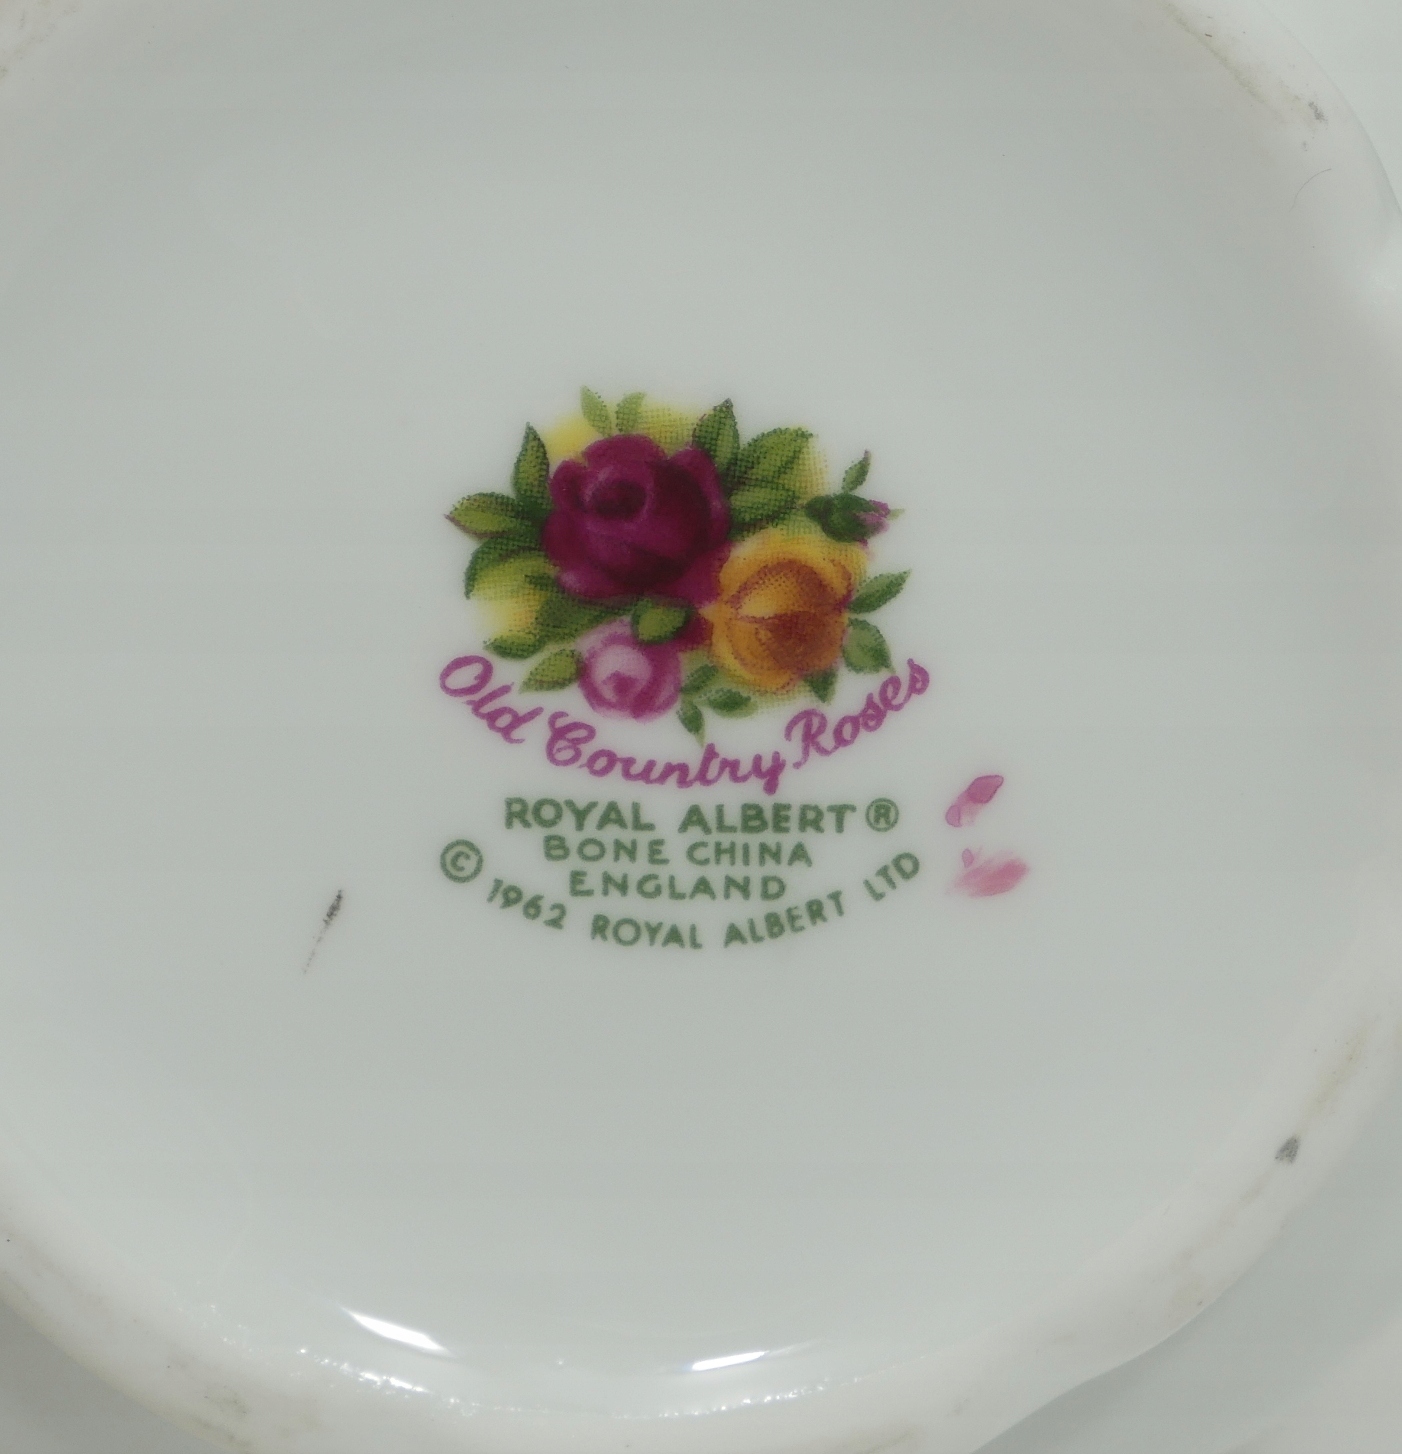 Old Country Roses
ROYAL ALBERT®
BONE CHINA
ENGLAND
© 1962 ROYAL ALBERT LTD